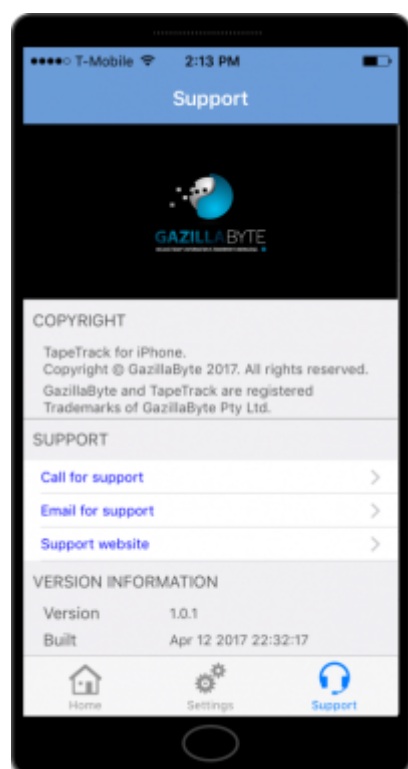 T-Mobile 2:13 PM
Support
GAZILLABYTE
COPYRIGHT
TapeTrack for iPhone.
Copyright © GazillaByte 2017. All rights reserved.
GazillaByte and TapeTrack are registered
Trademarks of GazillaByte Pty Ltd.
SUPPORT
Call for support
Email for support
Support website
VERSION INFORMATION
Version 1.0.1
Built Apr 12 2017 22:32:17
Home Settings Support